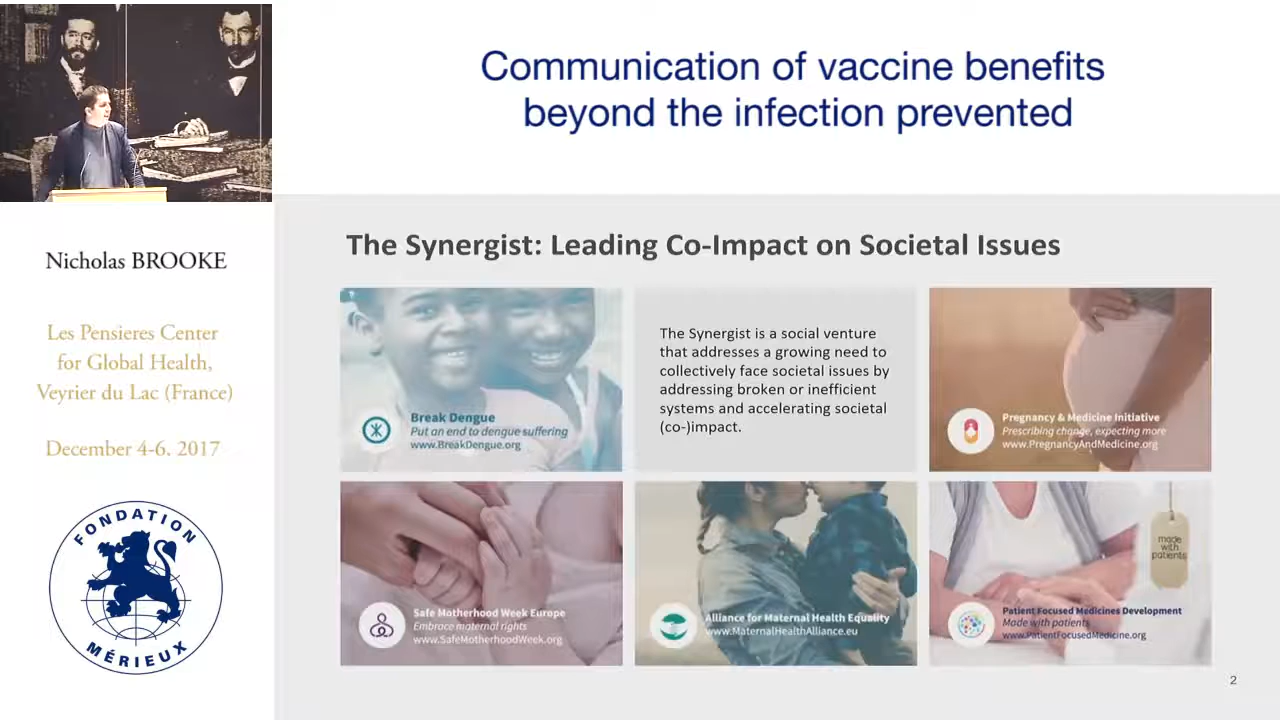 Communication of vaccine benefits
beyond the infection prevented
Nicholas BROOKE
Les Pensieres Center
for Global Health,
Veyrier du Lac (France)
December 4-6, 2017
FONDATION
MÉRIEUX
The Synergist: Leading Co-Impact on Societal Issues
Break Dengue
Put an end to dengue suffering
www.BreakDengue.org
The Synergist is a social venture
that addresses a growing need to
collectively face societal issues by
addressing broken or inefficient
systems and accelerating societal
(co-)impact.
Pregnancy & Medicine Initiative
Prescribing change, expecting more
www.PregnancyAndMedicine.org
Safe Motherhood Week Europe
Embrace maternal rights
www.SafeMotherhoodWeek.org
Alliance for Maternal Health Equality
www.MaternalHealthAlliance.eu
made
with
patients
Patient Focused Medicines Development
Made with patients
www.PatientFocusedMedicine.org
2